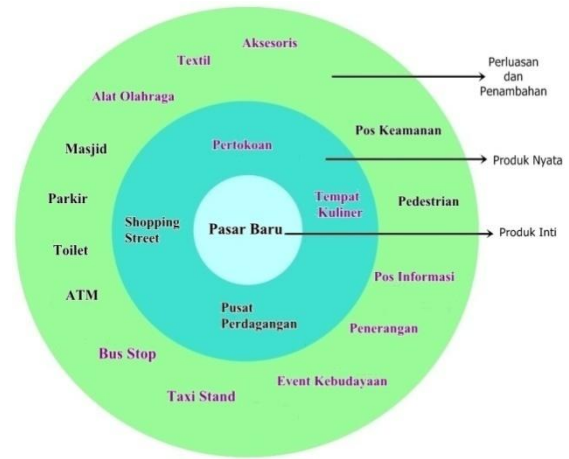 Aksesoris
Textil
Perluasan
dan
Penambahan
Alat Olahraga
Pos Keamanan
Masjid
Pertokoan
Produk Nyata
Parkir
Tempat
Kuliner
Pedestrian
Shopping
Street
Pasar Baru
Produk Inti
Toilet
Pos Informasi
ATM
Pusat
Perdagangan
Penerangan
Bus Stop
Event Kebudayaan
Taxi Stand